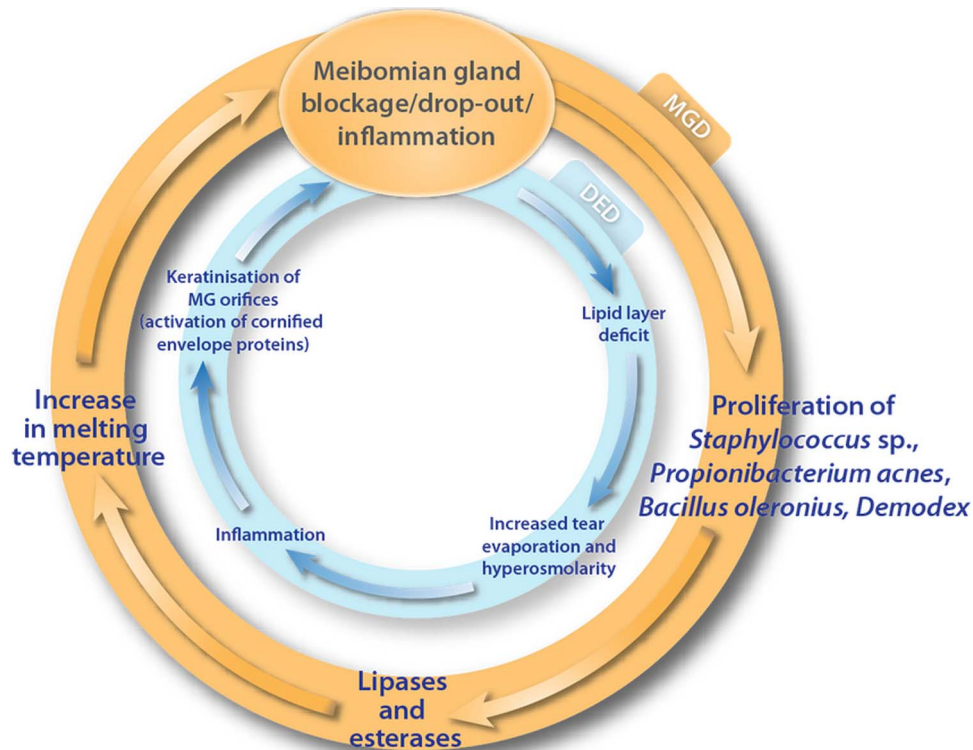 Meibomian gland
blockage/drop-out/
inflammation
MGD
DED
Lipid layer
deficit
Increased tear
evaporation and
hyperosmolarity
Inflammation
Keratinisation of
MG orifices
(activation of cornified
envelope proteins)
Proliferation of
Staphylococcus sp.,
Propionibacterium acnes,
Bacillus oleronius, Demodex
Lipases
and
esterases
Increase
in melting
temperature